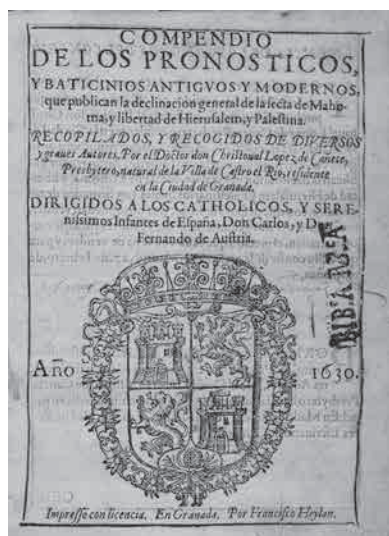 COMPENDIO
DE LOS PRONOSTICOS,
Y BATICINIOS ANTIGVOS Y MODERNOS,
que publican la declinacion general de la secta de Maho-
ma, y libertad de Hierusalem, y Palestina.
RECOPILADOS, Y RECOGIDOS DE DIVERSOS
y graues Autores, Por el Doctor don Christoual Lopez de Cañete,
Presbytero, natural de la Villa de Castro el Rio, residente
en la Ciudad de Granada.
DIRIGIDOS A LOS CATHOLICOS, Y SERE-
nissimos Infantes de España, Don Carlos, y D.
Fernando de Austria.
Año 1630.
Impresso con licencia. En Granada. Por Francisco Heylan.